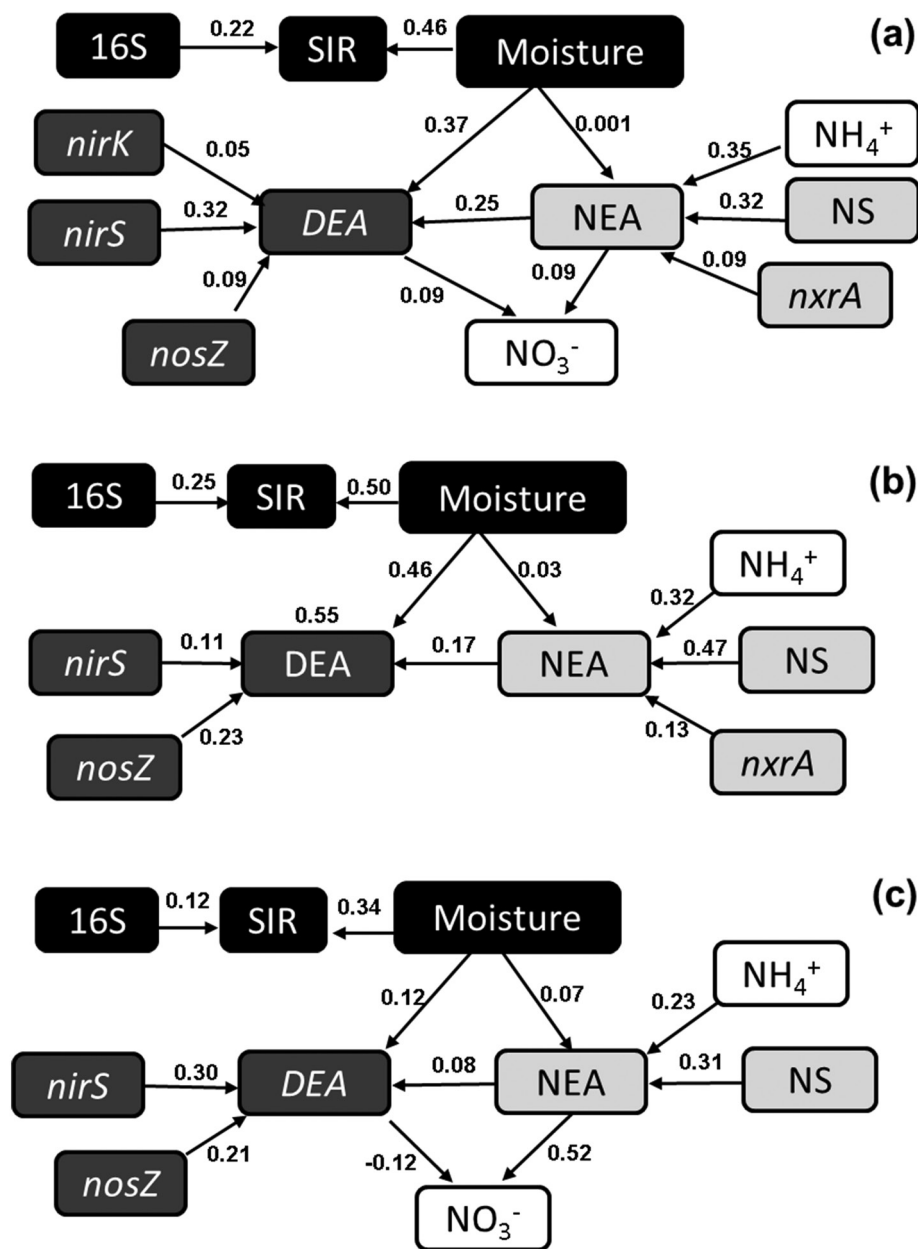 0.22 0.46 (a)
16S SIR Moisture
nirK 0.37 0.001 NH₄⁺
0.05 0.35
nirS 0.32 DEA 0.25 NEA 0.32 NS
0.09 0.09 0.09 0.09 nxrA
nosZ NO₃⁻
0.25 0.50 (b)
16S SIR Moisture
0.46 0.03 NH₄⁺
0.55 0.32
nirS 0.11 DEA 0.17 NEA 0.47 NS
0.23 0.13
nosZ nxrA
0.12 0.34 (c)
16S SIR Moisture
0.12 0.07 NH₄⁺
0.23
nirS 0.30 DEA 0.08 NEA 0.31 NS
0.21 -0.12 0.52
nosZ NO₃⁻